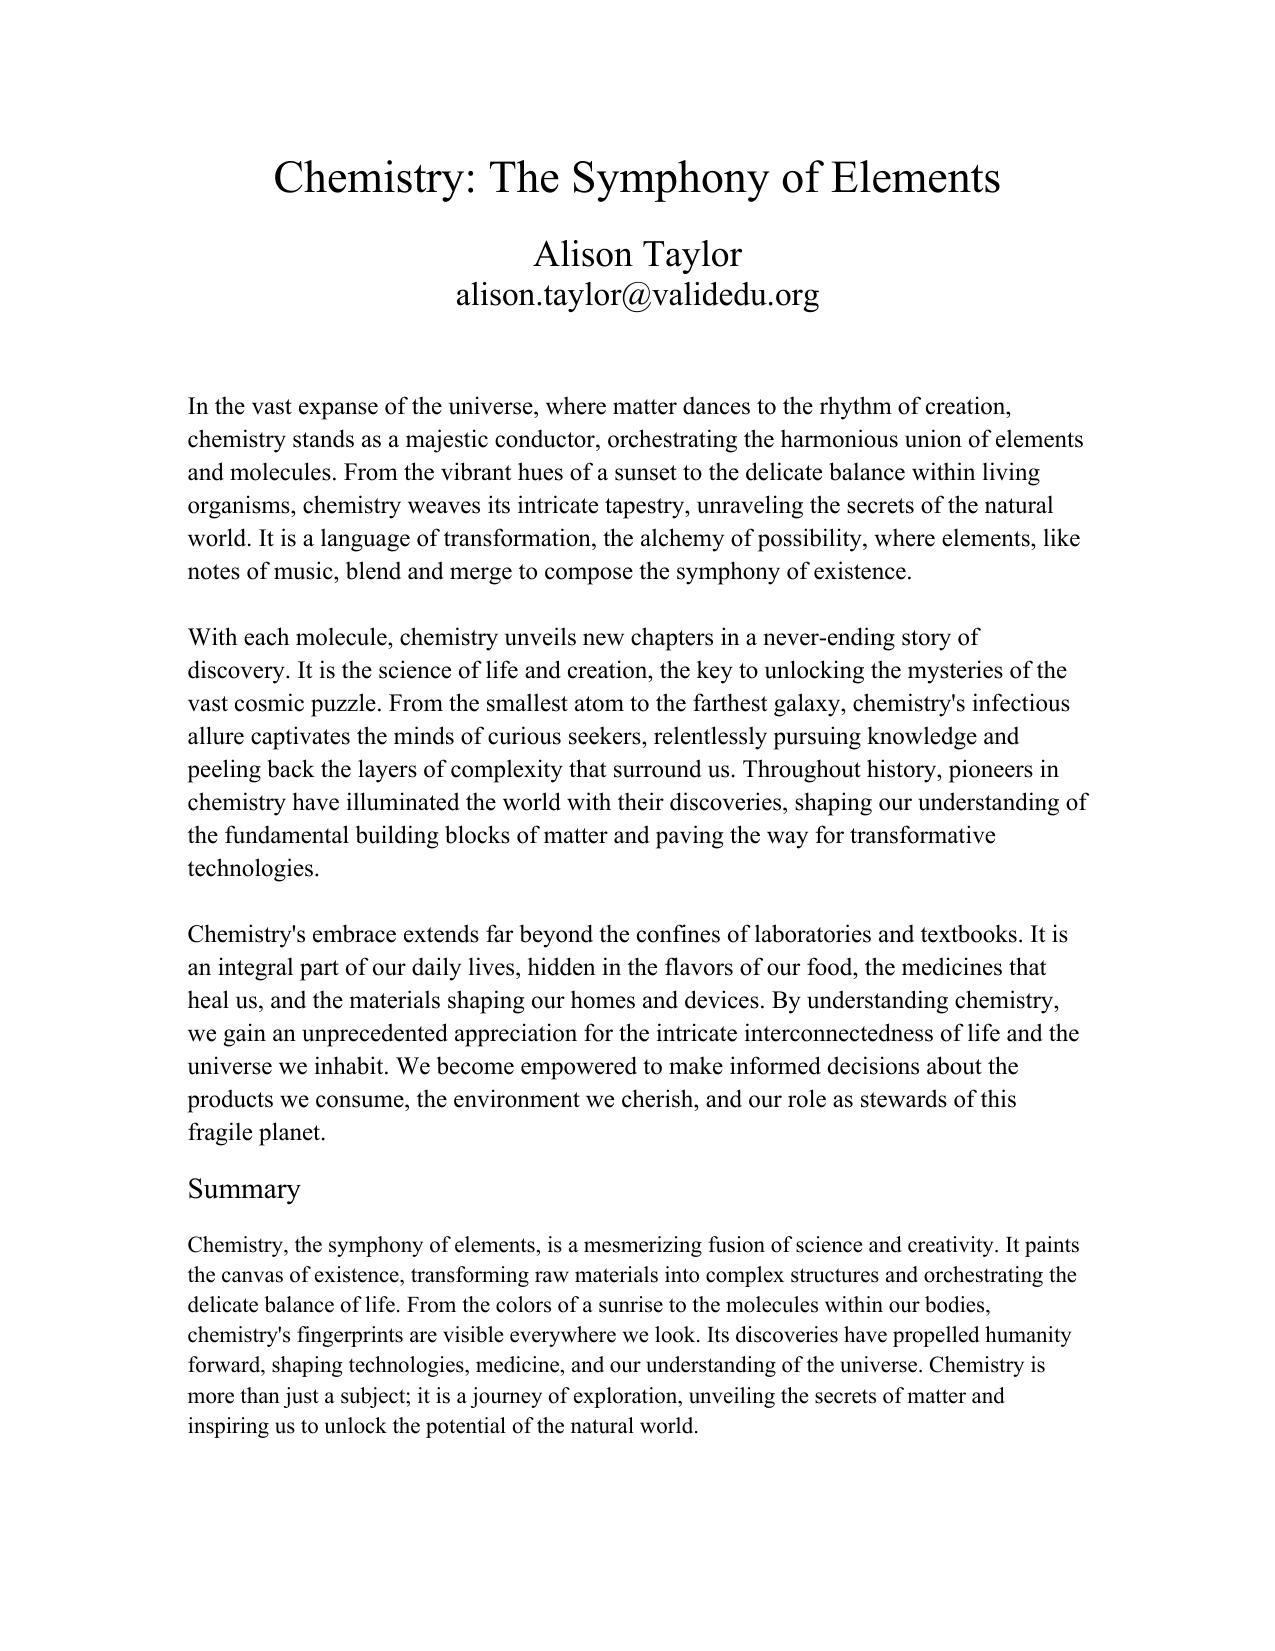 Chemistry: The Symphony of Elements
Alison Taylor
alison.taylor@validedu.org
In the vast expanse of the universe, where matter dances to the rhythm of creation,
chemistry stands as a majestic conductor, orchestrating the harmonious union of elements
and molecules. From the vibrant hues of a sunset to the delicate balance within living
organisms, chemistry weaves its intricate tapestry, unraveling the secrets of the natural
world. It is a language of transformation, the alchemy of possibility, where elements, like
notes of music, blend and merge to compose the symphony of existence.
With each molecule, chemistry unveils new chapters in a never-ending story of
discovery. It is the science of life and creation, the key to unlocking the mysteries of the
vast cosmic puzzle. From the smallest atom to the farthest galaxy, chemistry's infectious
allure captivates the minds of curious seekers, relentlessly pursuing knowledge and
peeling back the layers of complexity that surround us. Throughout history, pioneers in
chemistry have illuminated the world with their discoveries, shaping our understanding of
the fundamental building blocks of matter and paving the way for transformative
technologies.
Chemistry's embrace extends far beyond the confines of laboratories and textbooks. It is
an integral part of our daily lives, hidden in the flavors of our food, the medicines that
heal us, and the materials shaping our homes and devices. By understanding chemistry,
we gain an unprecedented appreciation for the intricate interconnectedness of life and the
universe we inhabit. We become empowered to make informed decisions about the
products we consume, the environment we cherish, and our role as stewards of this
fragile planet.
Summary
Chemistry, the symphony of elements, is a mesmerizing fusion of science and creativity. It paints
the canvas of existence, transforming raw materials into complex structures and orchestrating the
delicate balance of life. From the colors of a sunrise to the molecules within our bodies,
chemistry's fingerprints are visible everywhere we look. Its discoveries have propelled humanity
forward, shaping technologies, medicine, and our understanding of the universe. Chemistry is
more than just a subject; it is a journey of exploration, unveiling the secrets of matter and
inspiring us to unlock the potential of the natural world.